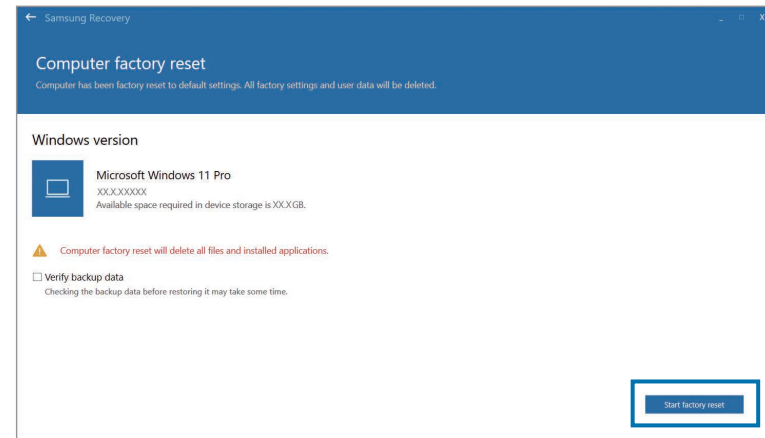 Samsung Recovery
Computer factory reset
Computer has been factory reset to default settings. All factory settings and user data will be deleted.
Windows version
Microsoft Windows 11 Pro
XX.X.XXXXX
Available space required in device storage is XX.X GB.
Computer factory reset will delete all files and installed applications.
Verify backup data
Checking the backup data before restoring it may take some time.
Start factory reset